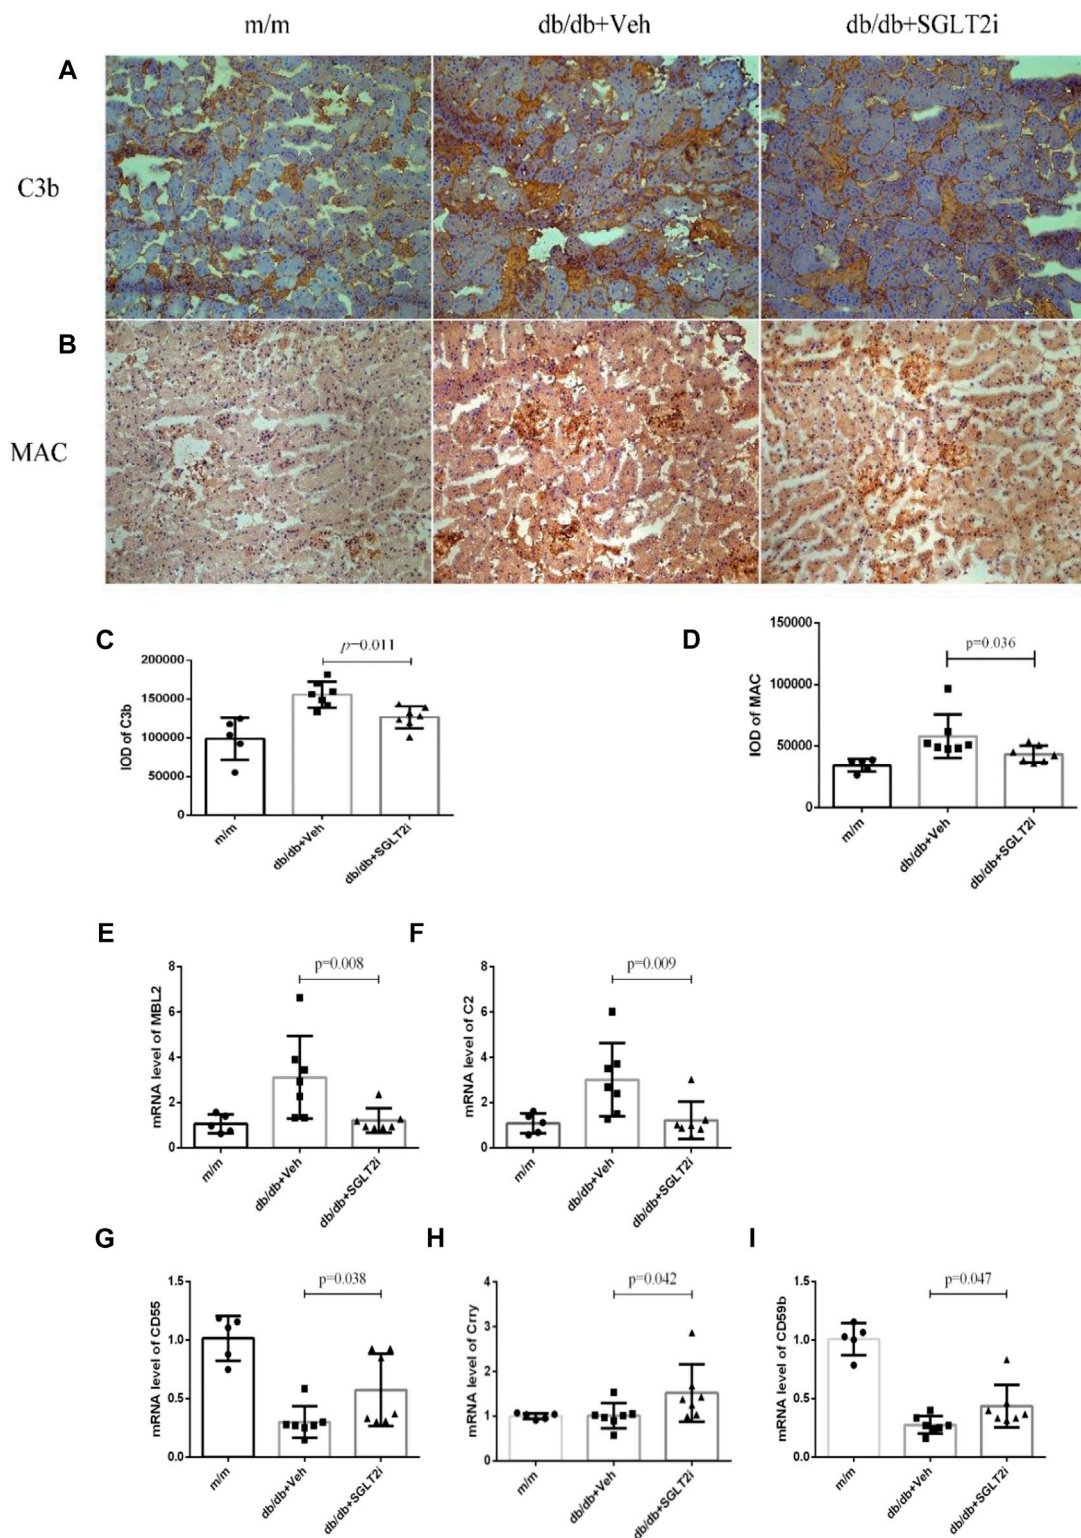 m/m db/db+Veh db/db+SGLT2i
A
C3b
B
MAC
C
p=0.011
IOD of C3b
200000
150000
100000
50000
0
m/m
db/db+Veh
db/db+SGLT2i
D
p=0.036
IOD of MAC
150000
100000
50000
0
m/m
db/db+Veh
db/db+SGLT2i
E
p=0.008
mRNA level of MBL2
8
6
4
2
0
m/m
db/db+Veh
db/db+SGLT2i
F
p=0.009
mRNA level of C2
8
6
4
2
0
m/m
db/db+Veh
db/db+SGLT2i
G
p=0.038
mRNA level of CD55
1.5
1.0
0.5
0.0
m/m
db/db+Veh
db/db+SGLT2i
H
p=0.042
mRNA level of Crry
4
3
2
1
0
m/m
db/db+Veh
db/db+SGLT2i
I
p=0.047
mRNA level of CD59b
1.5
1.0
0.5
0.0
m/m
db/db+Veh
db/db+SGLT2i